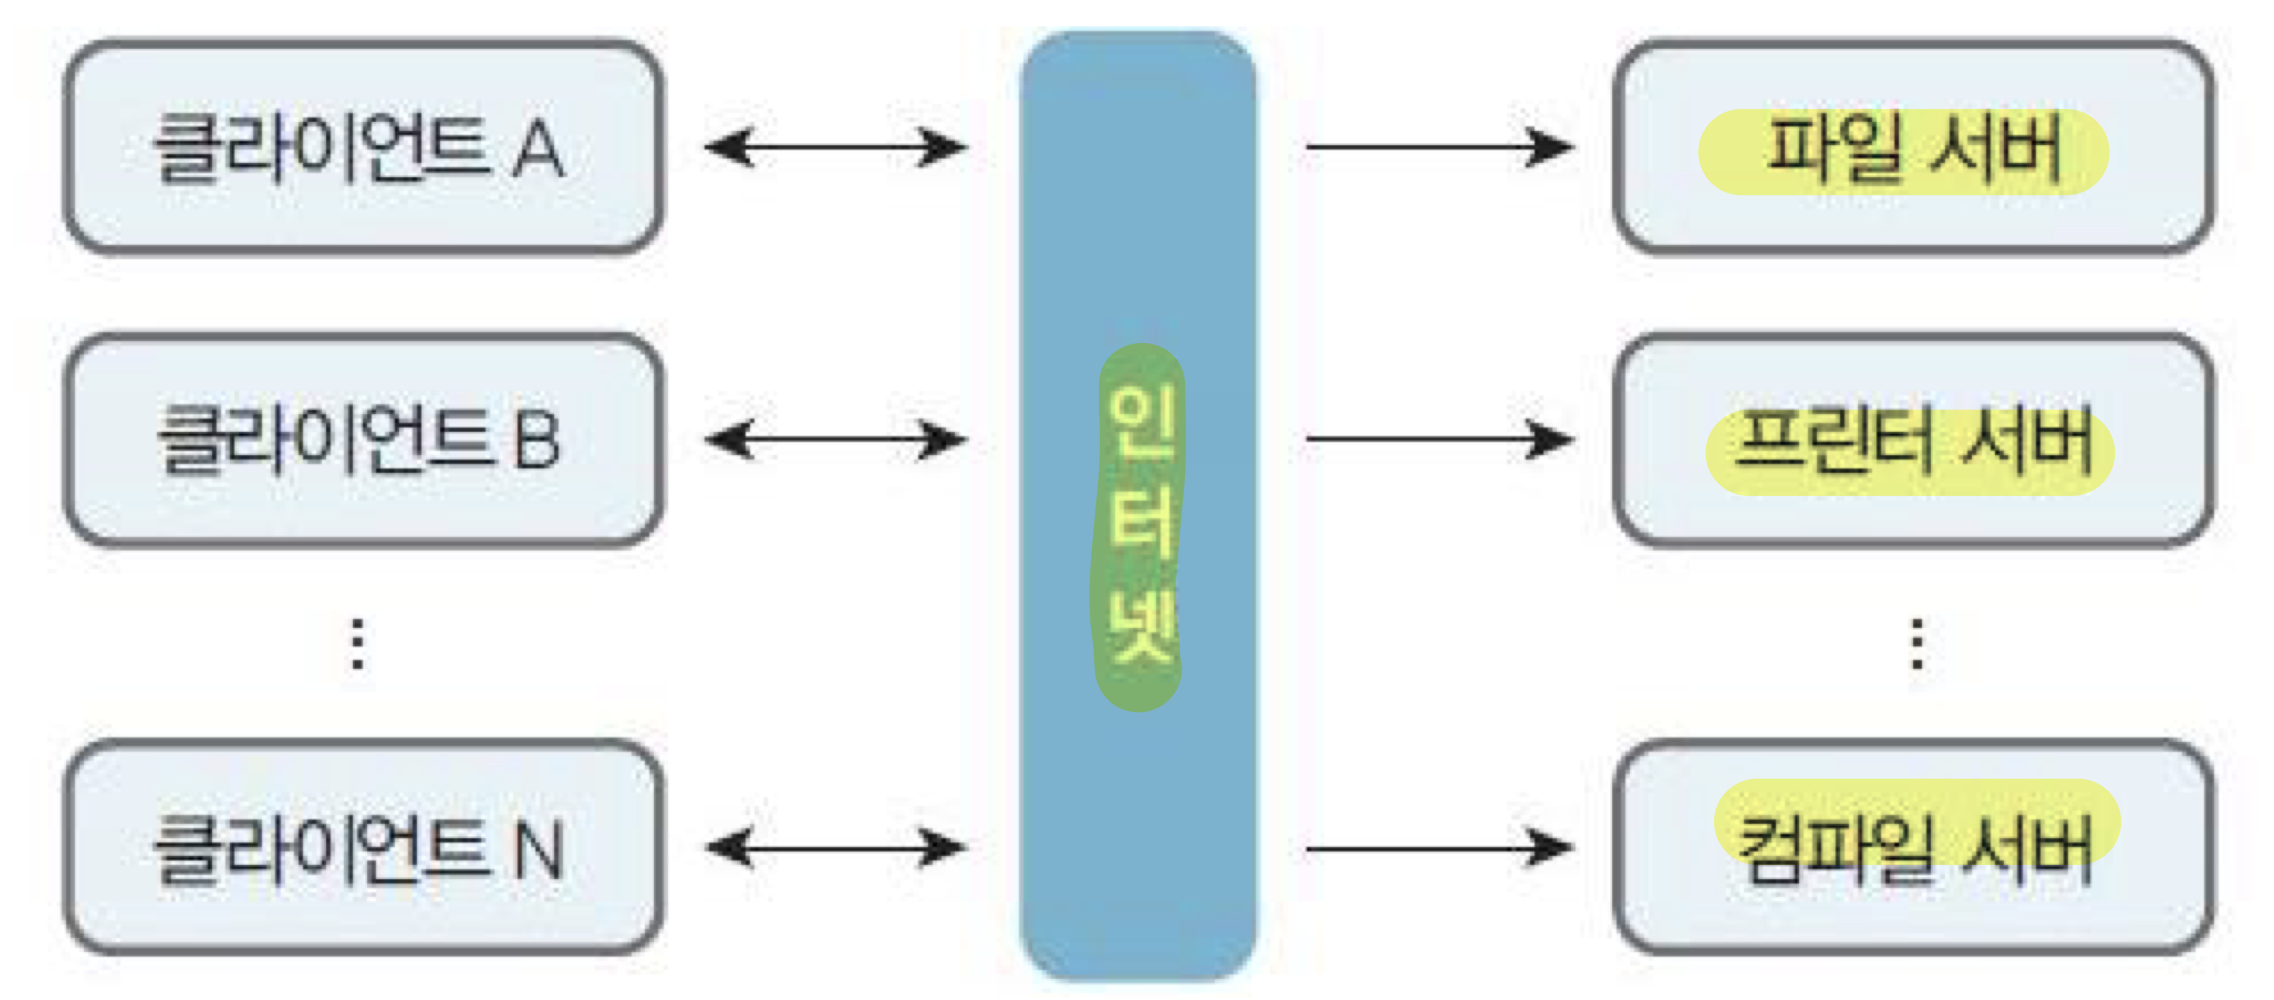 클라이언트 A
클라이언트 B
⋮
클라이언트 N
인터넷
파일 서버
프린터 서버
⋮
컴파일 서버